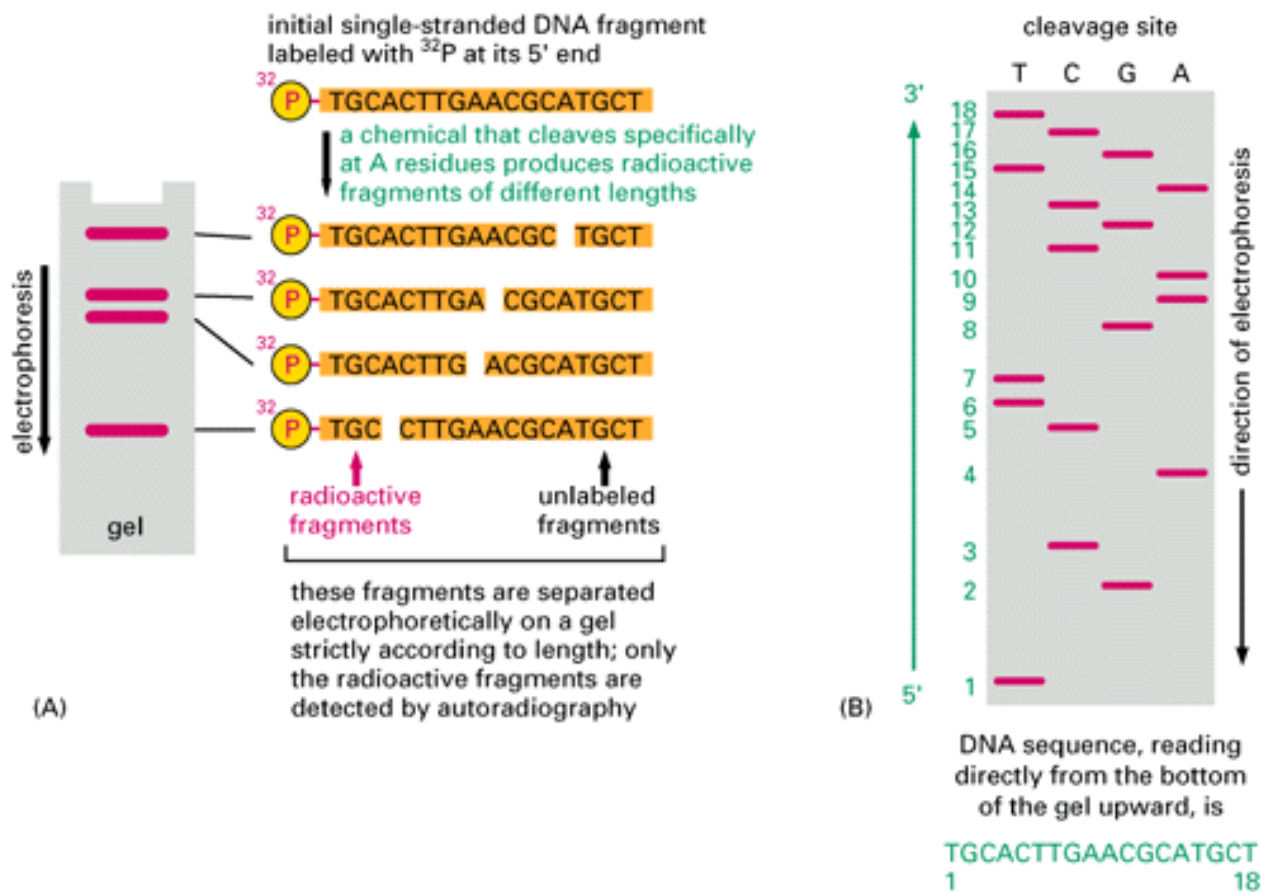 initial single-stranded DNA fragment
labeled with 32P at its 5' end
32
P
TGCACTTGAACGCATGCT
a chemical that cleaves specifically
at A residues produces radioactive
fragments of different lengths
32
P
TGCACTTGAACGC TGCT
32
P
TGCACTTGA CGCATGCT
32
P
TGCACTTG ACGCATGCT
32
P
TGC CTTGAACGCATGCT
electrophoresis
gel
radioactive
fragments
unlabeled
fragments
these fragments are separated
electrophoretically on a gel
strictly according to length; only
the radioactive fragments are
detected by autoradiography
(A)
cleavage site
T C G A
3'
18
17
16
15
14
13
12
11
10
9
8
7
6
5
4
3
2
1
5'
direction of electrophoresis
(B)
DNA sequence, reading
directly from the bottom
of the gel upward, is
TGCACTTGAACGCATGCT
1 18